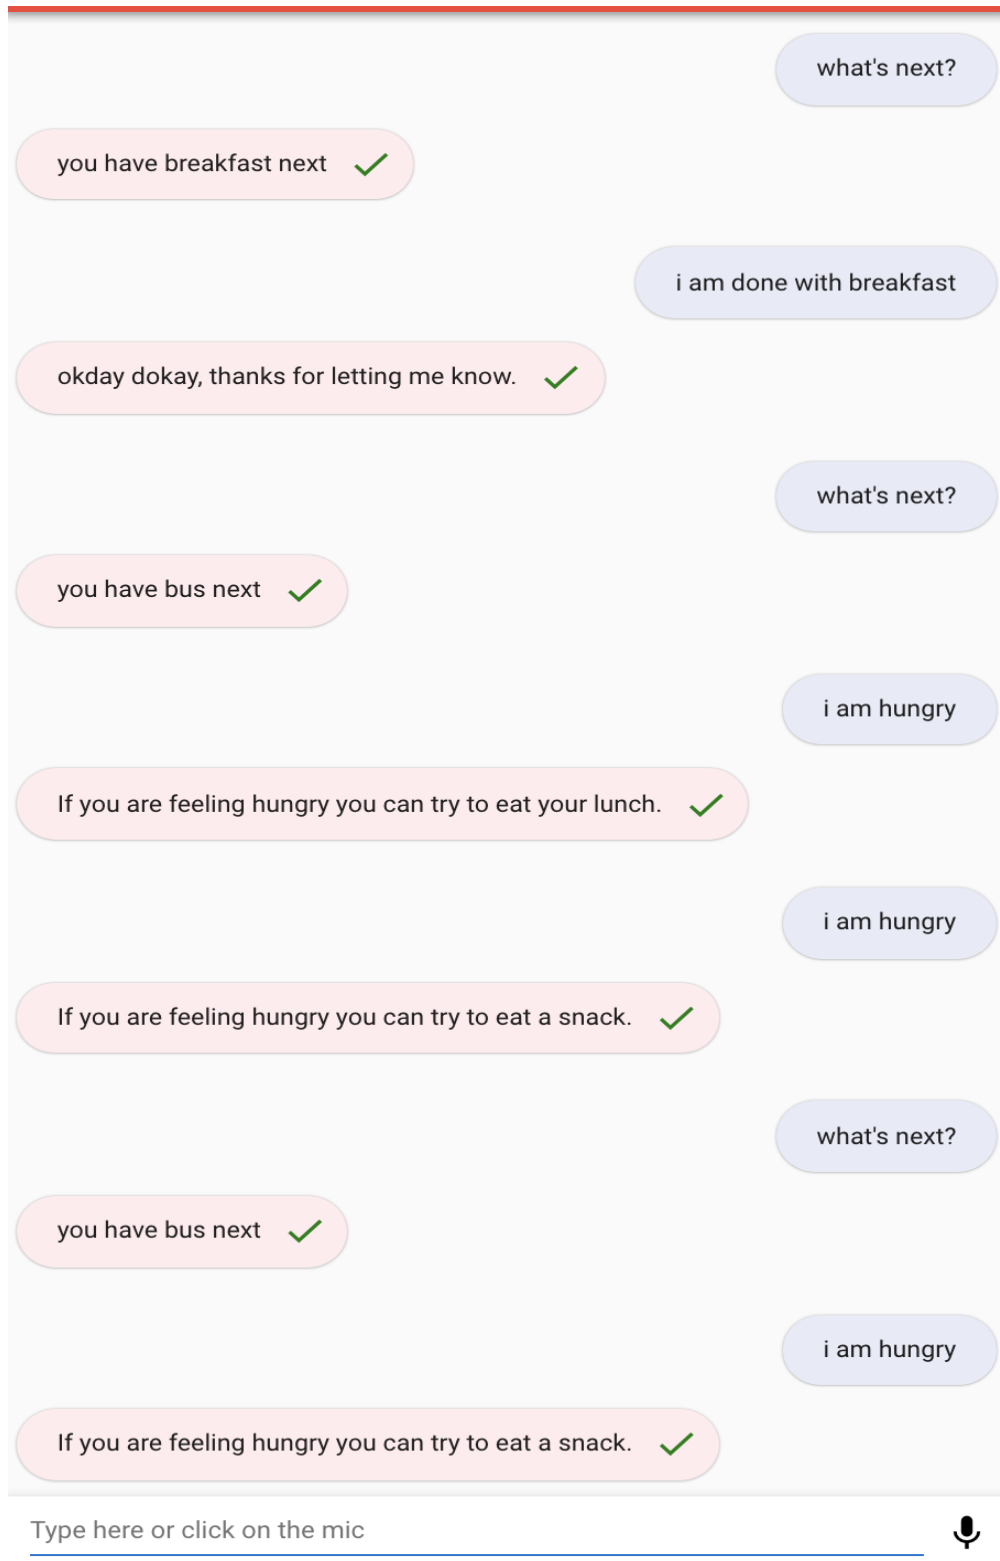 what's next?
you have breakfast next
i am done with breakfast
okday dokay, thanks for letting me know.
what's next?
you have bus next
i am hungry
If you are feeling hungry you can try to eat your lunch.
i am hungry
If you are feeling hungry you can try to eat a snack.
what's next?
you have bus next
i am hungry
If you are feeling hungry you can try to eat a snack.
Type here or click on the mic